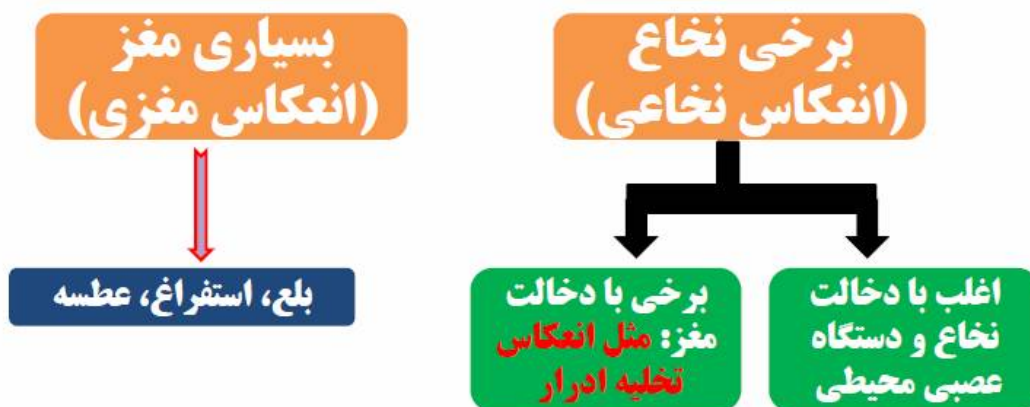 برخی نخاع
(انعکاس نخاعی)
بسیاری مغز
(انعکاس مغزی)
اغلب با دخالت
نخاع و دستگاه
عصبی محیطی
برخی با دخالت
مغز: مثل انعکاس
تخلیه ادرار
بلع، استفراغ، عطسه